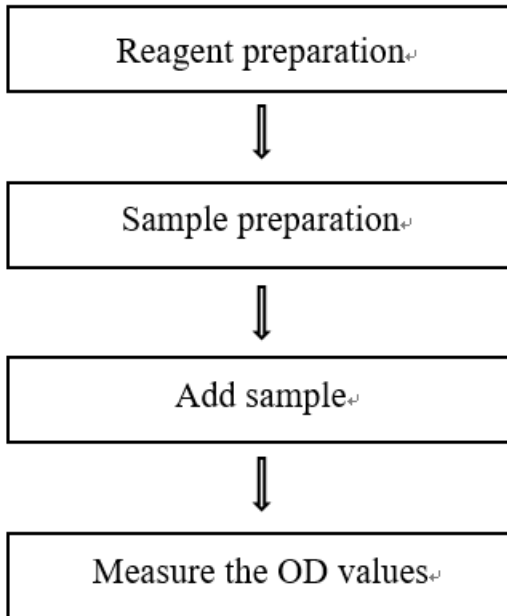 Reagent preparation
Sample preparation
Add sample
Measure the OD values